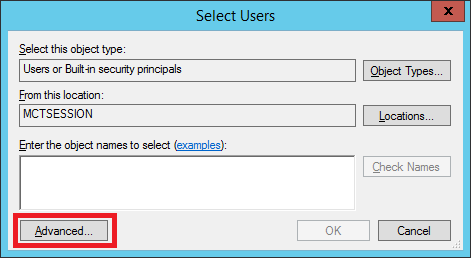 Select Users
x
Select this object type:
Users or Built-in security principals
Object Types...
From this location:
MCTSESSION
Locations...
Enter the object names to select (examples):
Check Names
Advanced...
OK
Cancel